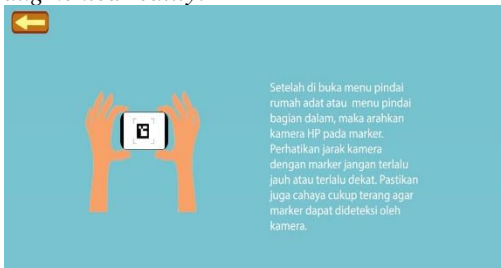 Setelah di buka menu pindai
rumah adat atau menu pindai
bagian dalam, maka arahkan
kamera HP pada marker.
Perhatikan jarak kamera
dengan marker jangan terlalu
jauh atau terlalu dekat. Pastikan
juga cahaya cukup terang agar
marker dapat dideteksi oleh
kamera.